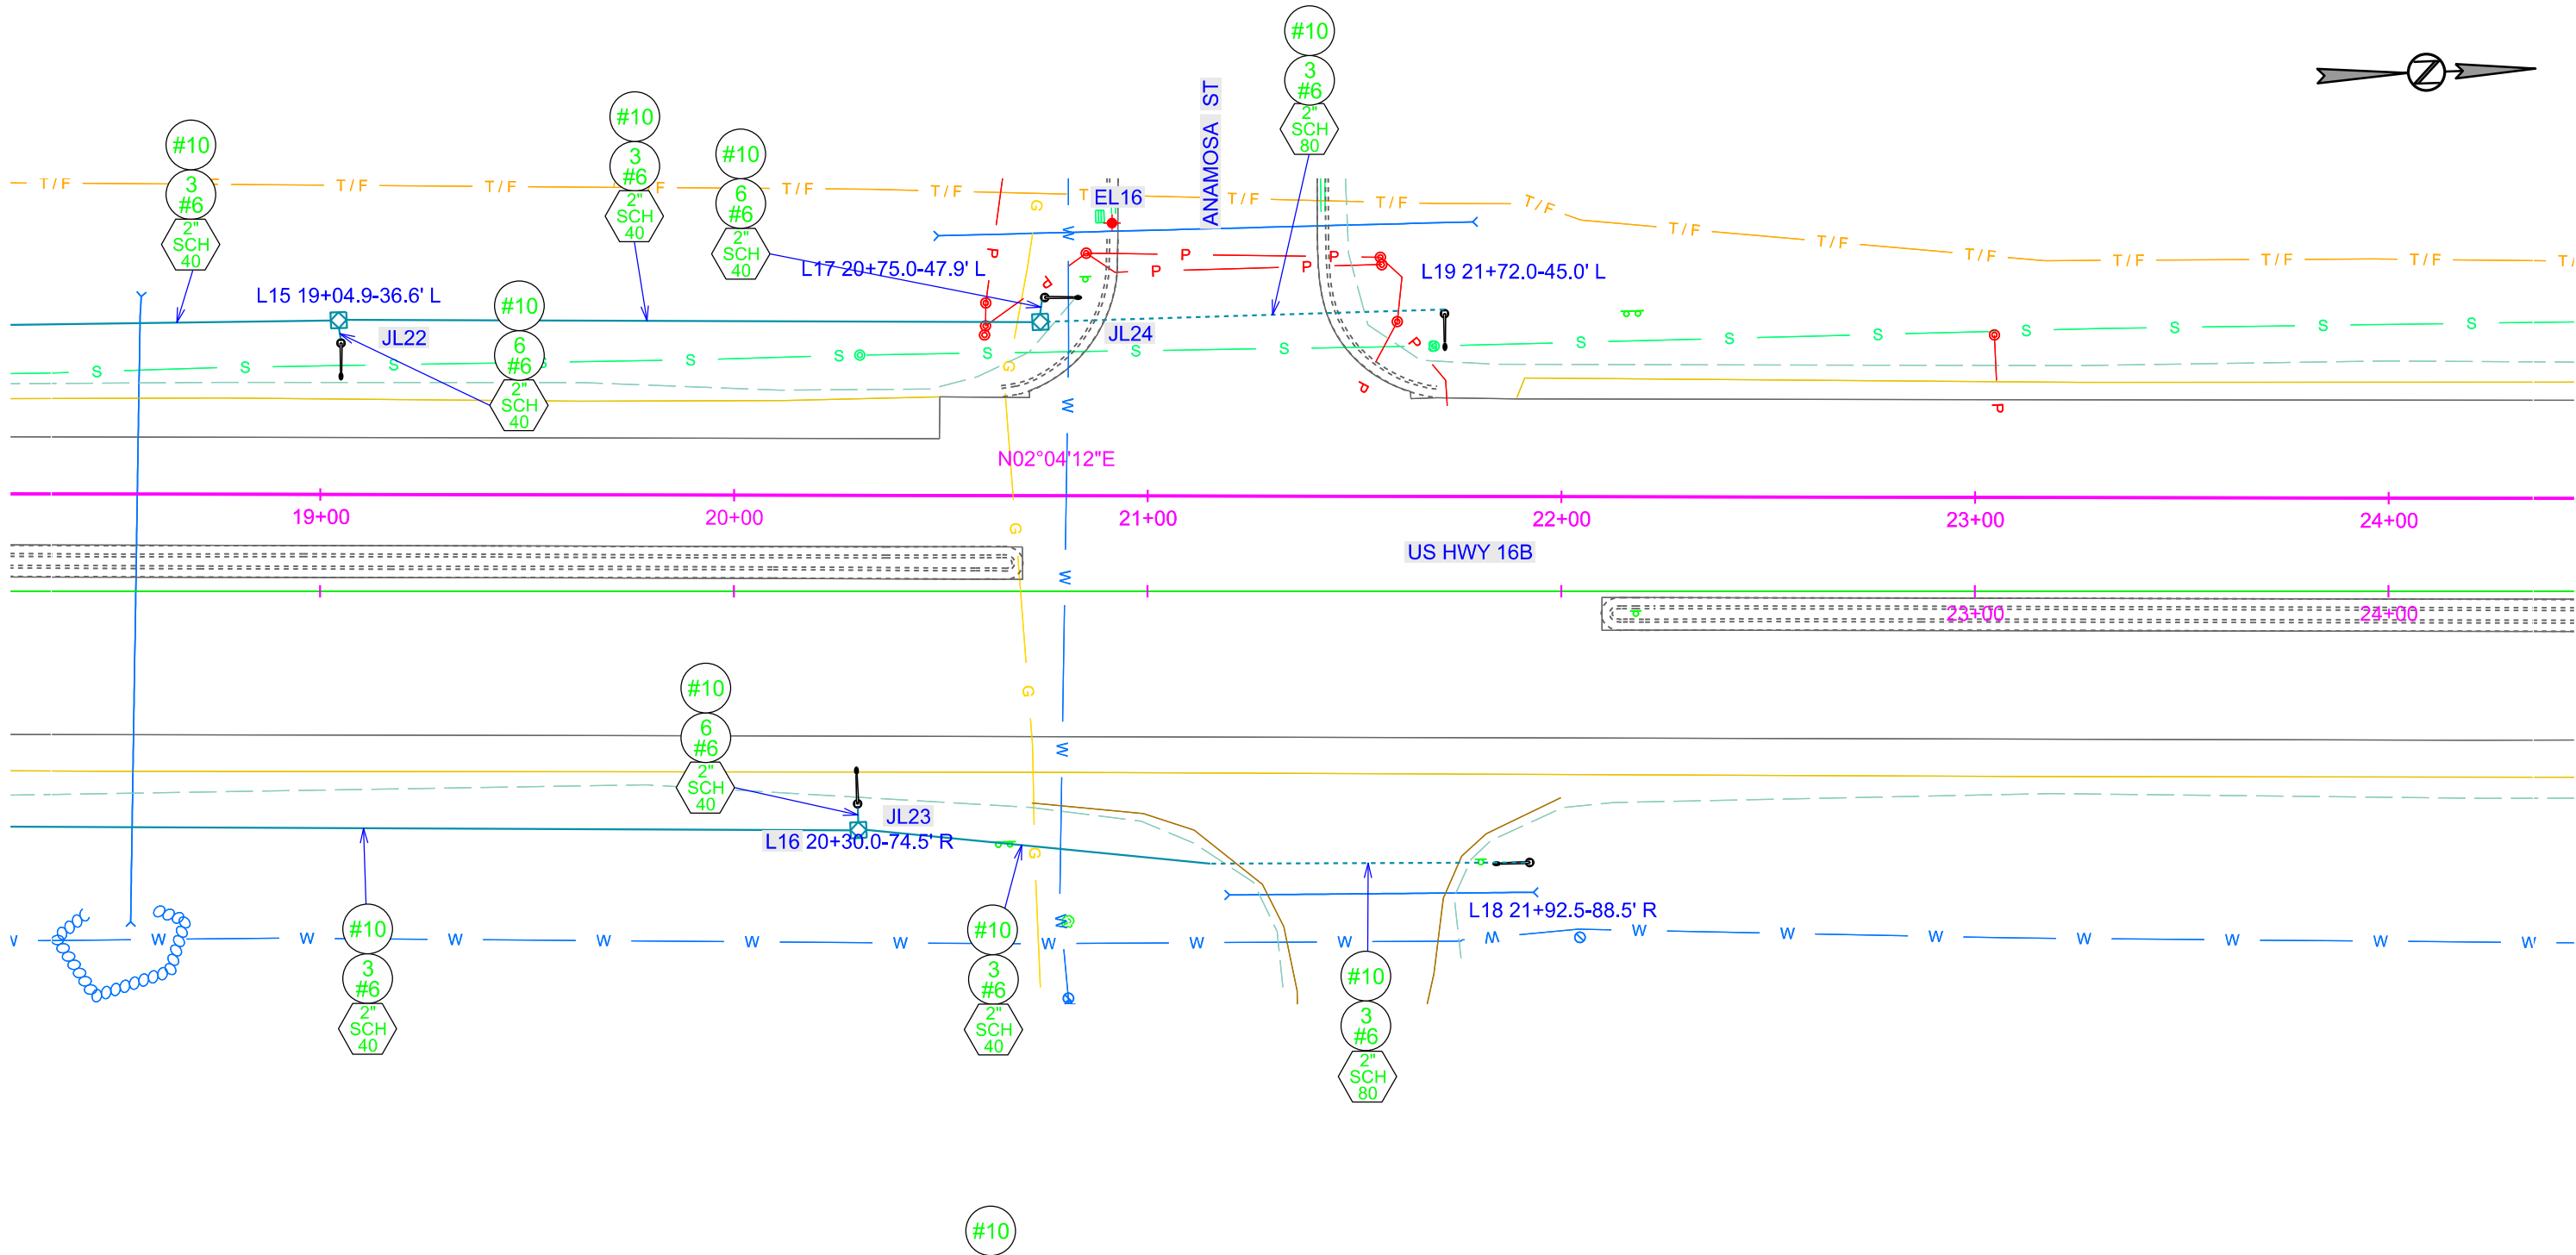 #10
3
#6
2"
SCH
80
#10
3
#6
2"
SCH
40
#10
3
#6
2"
SCH
40
#10
6
#6
2"
SCH
40
ANAMOSA ST
T/F T/F T/F T/F T/F T/F T/F T/F T/F T/F T/F T/F T/F T/F T/F
EL16
L17 20+75.0-47.9' L
L19 21+72.0-45.0' L
L15 19+04.9-36.6' L
P P P P P P P P P
#10
6
#6
2"
SCH
40
JL22
JL24
S S S S S S S S S S S S S S S
G G G G G
W W W W W
N02°04'12"E
19+00 20+00 21+00 22+00 23+00 24+00
US HWY 16B
23+00 24+00
#10
6
#6
2"
SCH
40
JL23
L16 20+30.0-74.5' R
L18 21+92.5-88.5' R
W W W W W W W W W W W W W W W W W W
#10
3
#6
2"
SCH
40
#10
3
#6
2"
SCH
40
#10
3
#6
2"
SCH
80
#10